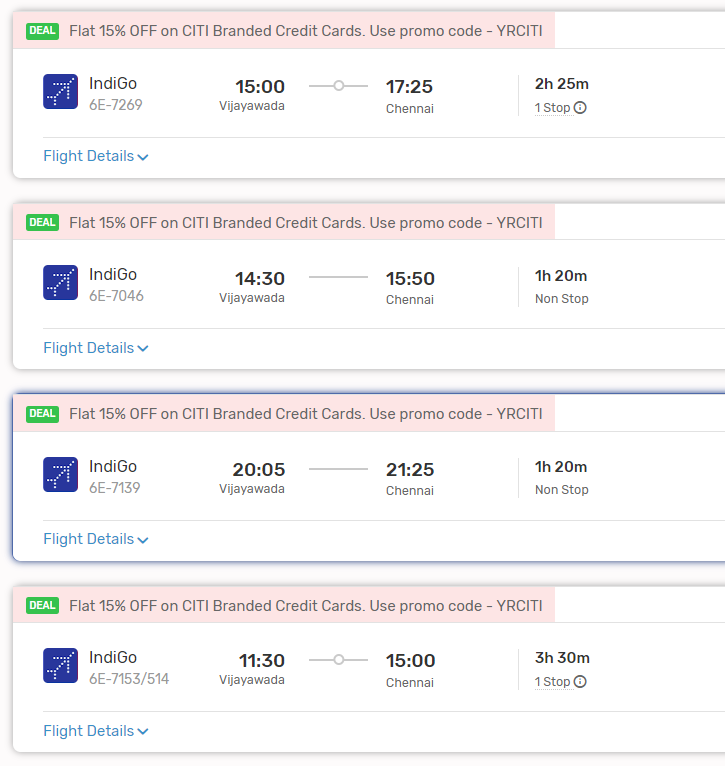 DEAL Flat 15% OFF on CITI Branded Credit Cards. Use promo code - YRCITI
IndiGo 15:00 17:25 2h 25m
6E-7269 Vijayawada Chennai 1 Stop
Flight Details
DEAL Flat 15% OFF on CITI Branded Credit Cards. Use promo code - YRCITI
IndiGo 14:30 15:50 1h 20m
6E-7046 Vijayawada Chennai Non Stop
Flight Details
DEAL Flat 15% OFF on CITI Branded Credit Cards. Use promo code - YRCITI
IndiGo 20:05 21:25 1h 20m
6E-7139 Vijayawada Chennai Non Stop
Flight Details
DEAL Flat 15% OFF on CITI Branded Credit Cards. Use promo code - YRCITI
IndiGo 11:30 15:00 3h 30m
6E-7153/514 Vijayawada Chennai 1 Stop
Flight Details